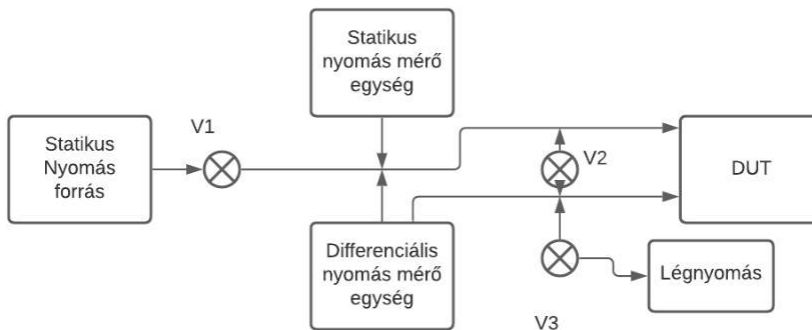 Statikus
nyomás mérő
egység
V1
Statikus
Nyomás
forrás
V2
DUT
Differenciális
nyomás mérő
egység
Légnyomás
V3